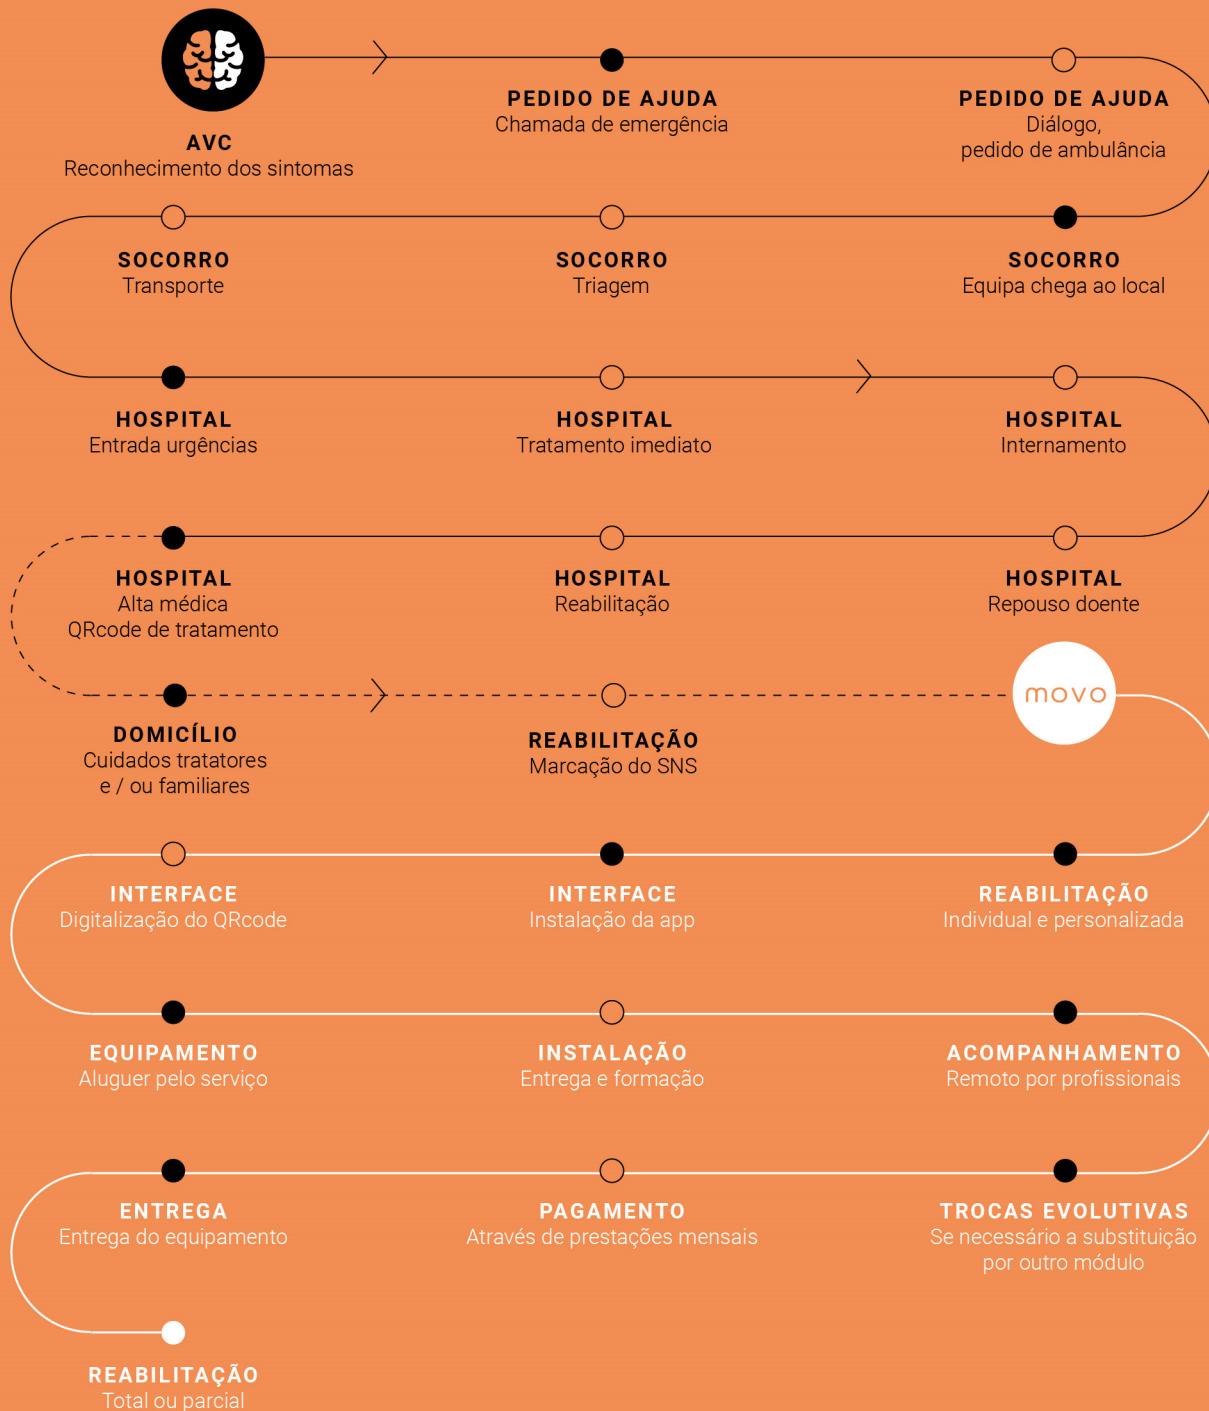 AVC
Reconhecimento dos sintomas
PEDIDO DE AJUDA
Chamada de emergência
PEDIDO DE AJUDA
Diálogo,
pedido de ambulância
SOCORRO
Transporte
SOCORRO
Triagem
SOCORRO
Equipa chega ao local
HOSPITAL
Entrada urgências
HOSPITAL
Tratamento imediato
HOSPITAL
Internamento
HOSPITAL
Alta médica
QRcode de tratamento
HOSPITAL
Reabilitação
HOSPITAL
Repouso doente
DOMICÍLIO
Cuidados tratatores
e / ou familiares
REABILITAÇÃO
Marcação do SNS
movo
INTERFACE
Digitalização do QRcode
INTERFACE
Instalação da app
REABILITAÇÃO
Individual e personalizada
EQUIPAMENTO
Aluguer pelo serviço
INSTALAÇÃO
Entrega e formação
ACOMPANHAMENTO
Remoto por profissionais
ENTREGA
Entrega do equipamento
PAGAMENTO
Através de prestações mensais
TROCAS EVOLUTIVAS
Se necessário a substituição
por outro módulo
REABILITAÇÃO
Total ou parcial